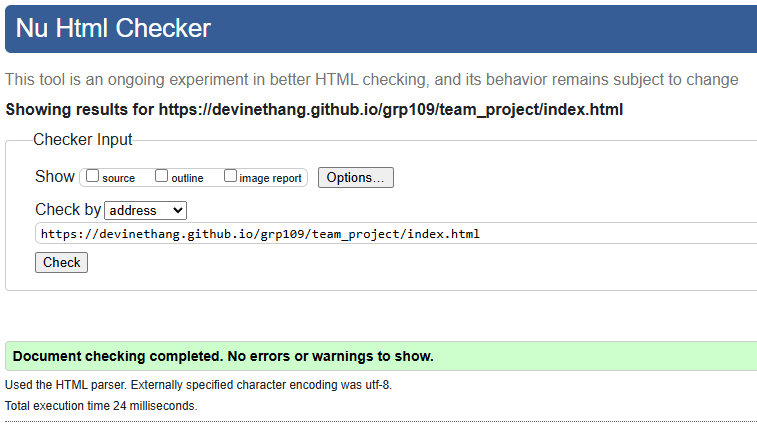 Nu Html Checker
This tool is an ongoing experiment in better HTML checking, and its behavior remains subject to change
Showing results for https://devinethang.github.io/grp109/team_project/index.html
Checker Input
Show source outline image report Options...
Check by address
https://devinethang.github.io/grp109/team_project/index.html
Check
Document checking completed. No errors or warnings to show.
Used the HTML parser. Externally specified character encoding was utf-8.
Total execution time 24 milliseconds.